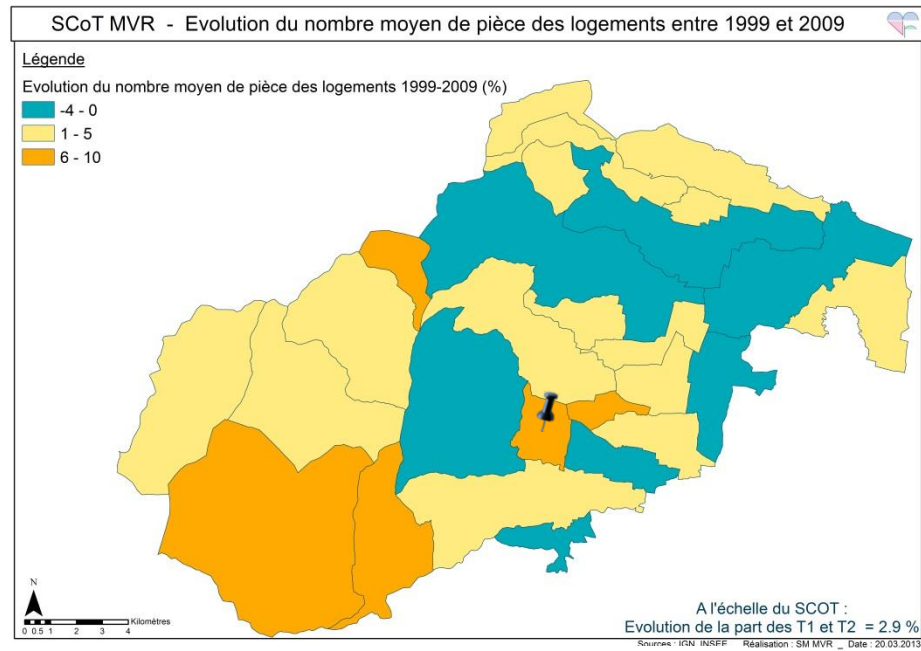 SCoT MVR - Evolution du nombre moyen de pièce des logements entre 1999 et 2009
Légende
Evolution du nombre moyen de pièce des logements 1999-2009 (%)
-4 - 0
1 - 5
6 - 10
N
0 0.5 1 2 3 4 Kilomètres
A l'échelle du SCOT :
Evolution de la part des T1 et T2 = 2.9 %
Sources : IGN, INSEE Réalisation : SM MVR _ Date : 20.03.2013